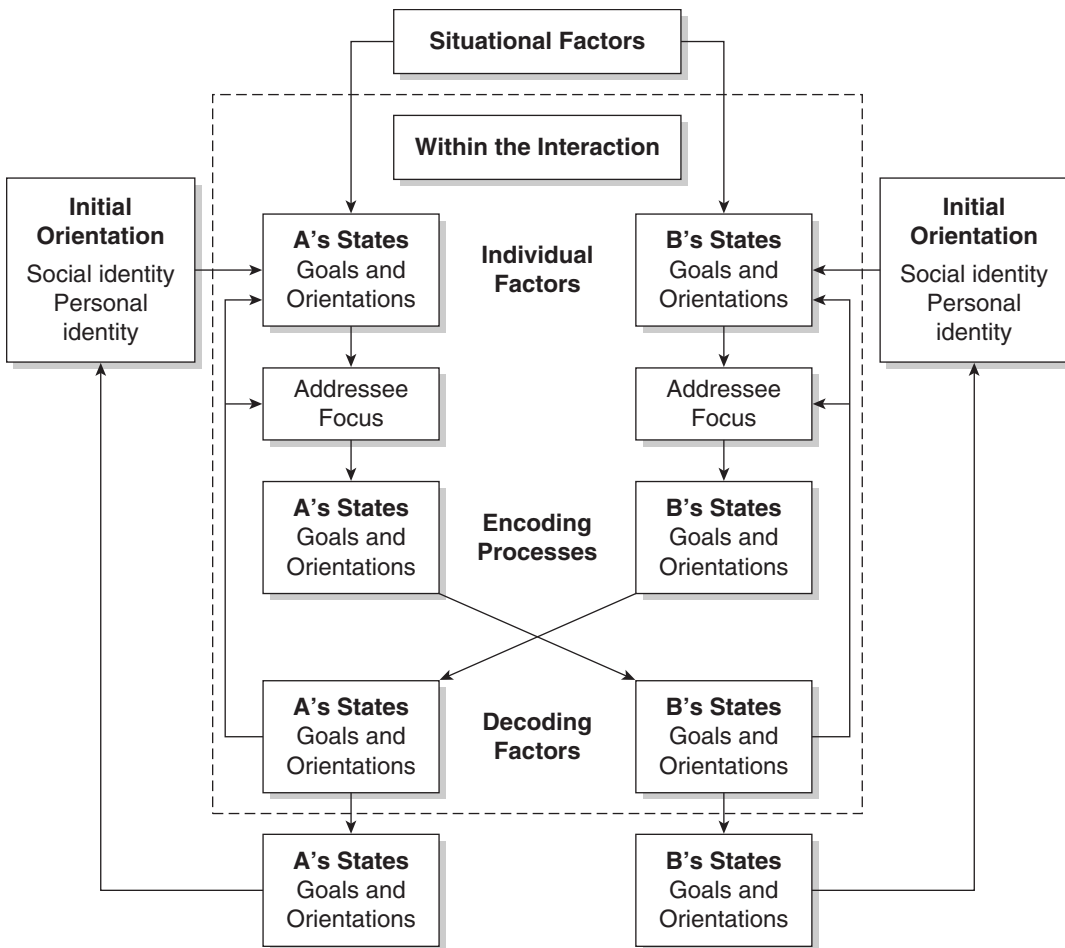 Situational Factors
Within the Interaction
Initial
Orientation
Social identity
Personal
identity
A's States
Goals and
Orientations
Individual
Factors
B's States
Goals and
Orientations
Initial
Orientation
Social identity
Personal
identity
Addressee
Focus
Addressee
Focus
A's States
Goals and
Orientations
Encoding
Processes
B's States
Goals and
Orientations
A's States
Goals and
Orientations
Decoding
Factors
B's States
Goals and
Orientations
A's States
Goals and
Orientations
B's States
Goals and
Orientations